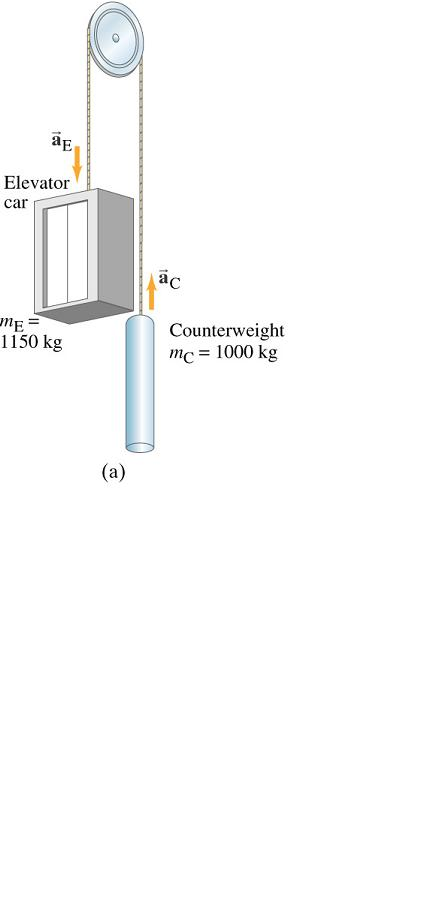 a⃗E
Elevator
car
a⃗C
mE =
1150 kg
Counterweight
mC = 1000 kg
(a)